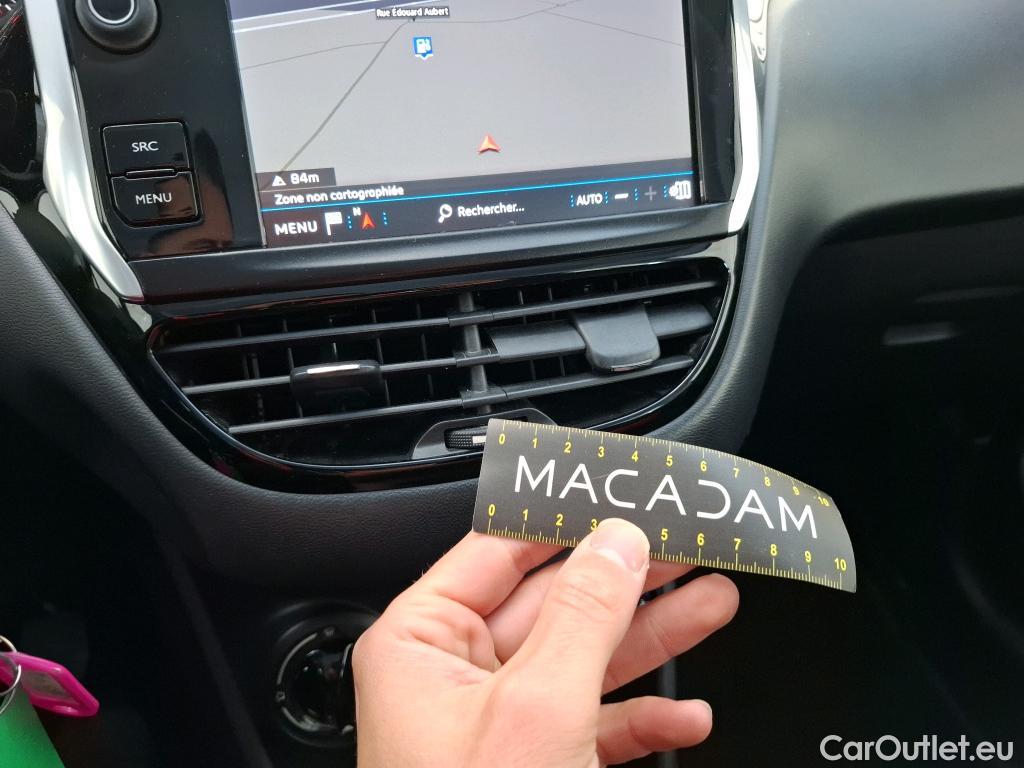 Rue Édouard Aubert
SRC
MENU
84m
Zone non cartographiée
MENU N Rechercher... AUTO
0 1 2 3 4 5 6 7 8 9 10
MACADAM
0 1 2 3 5 6 7 8 9 10
CarOutlet.eu